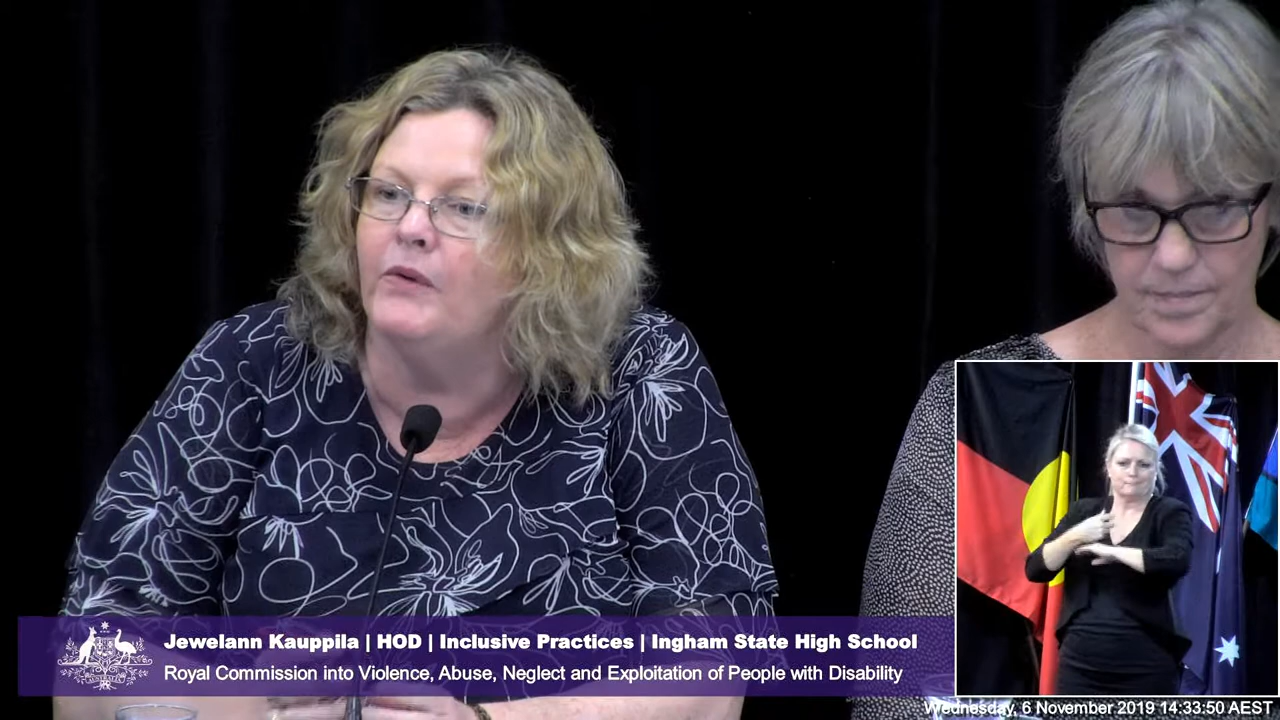 Jewelann Kauppila | HOD | Inclusive Practices | Ingham State High School
Royal Commission into Violence, Abuse, Neglect and Exploitation of People with Disability
Wednesday, 6 November 2019 14:33:50 AEST